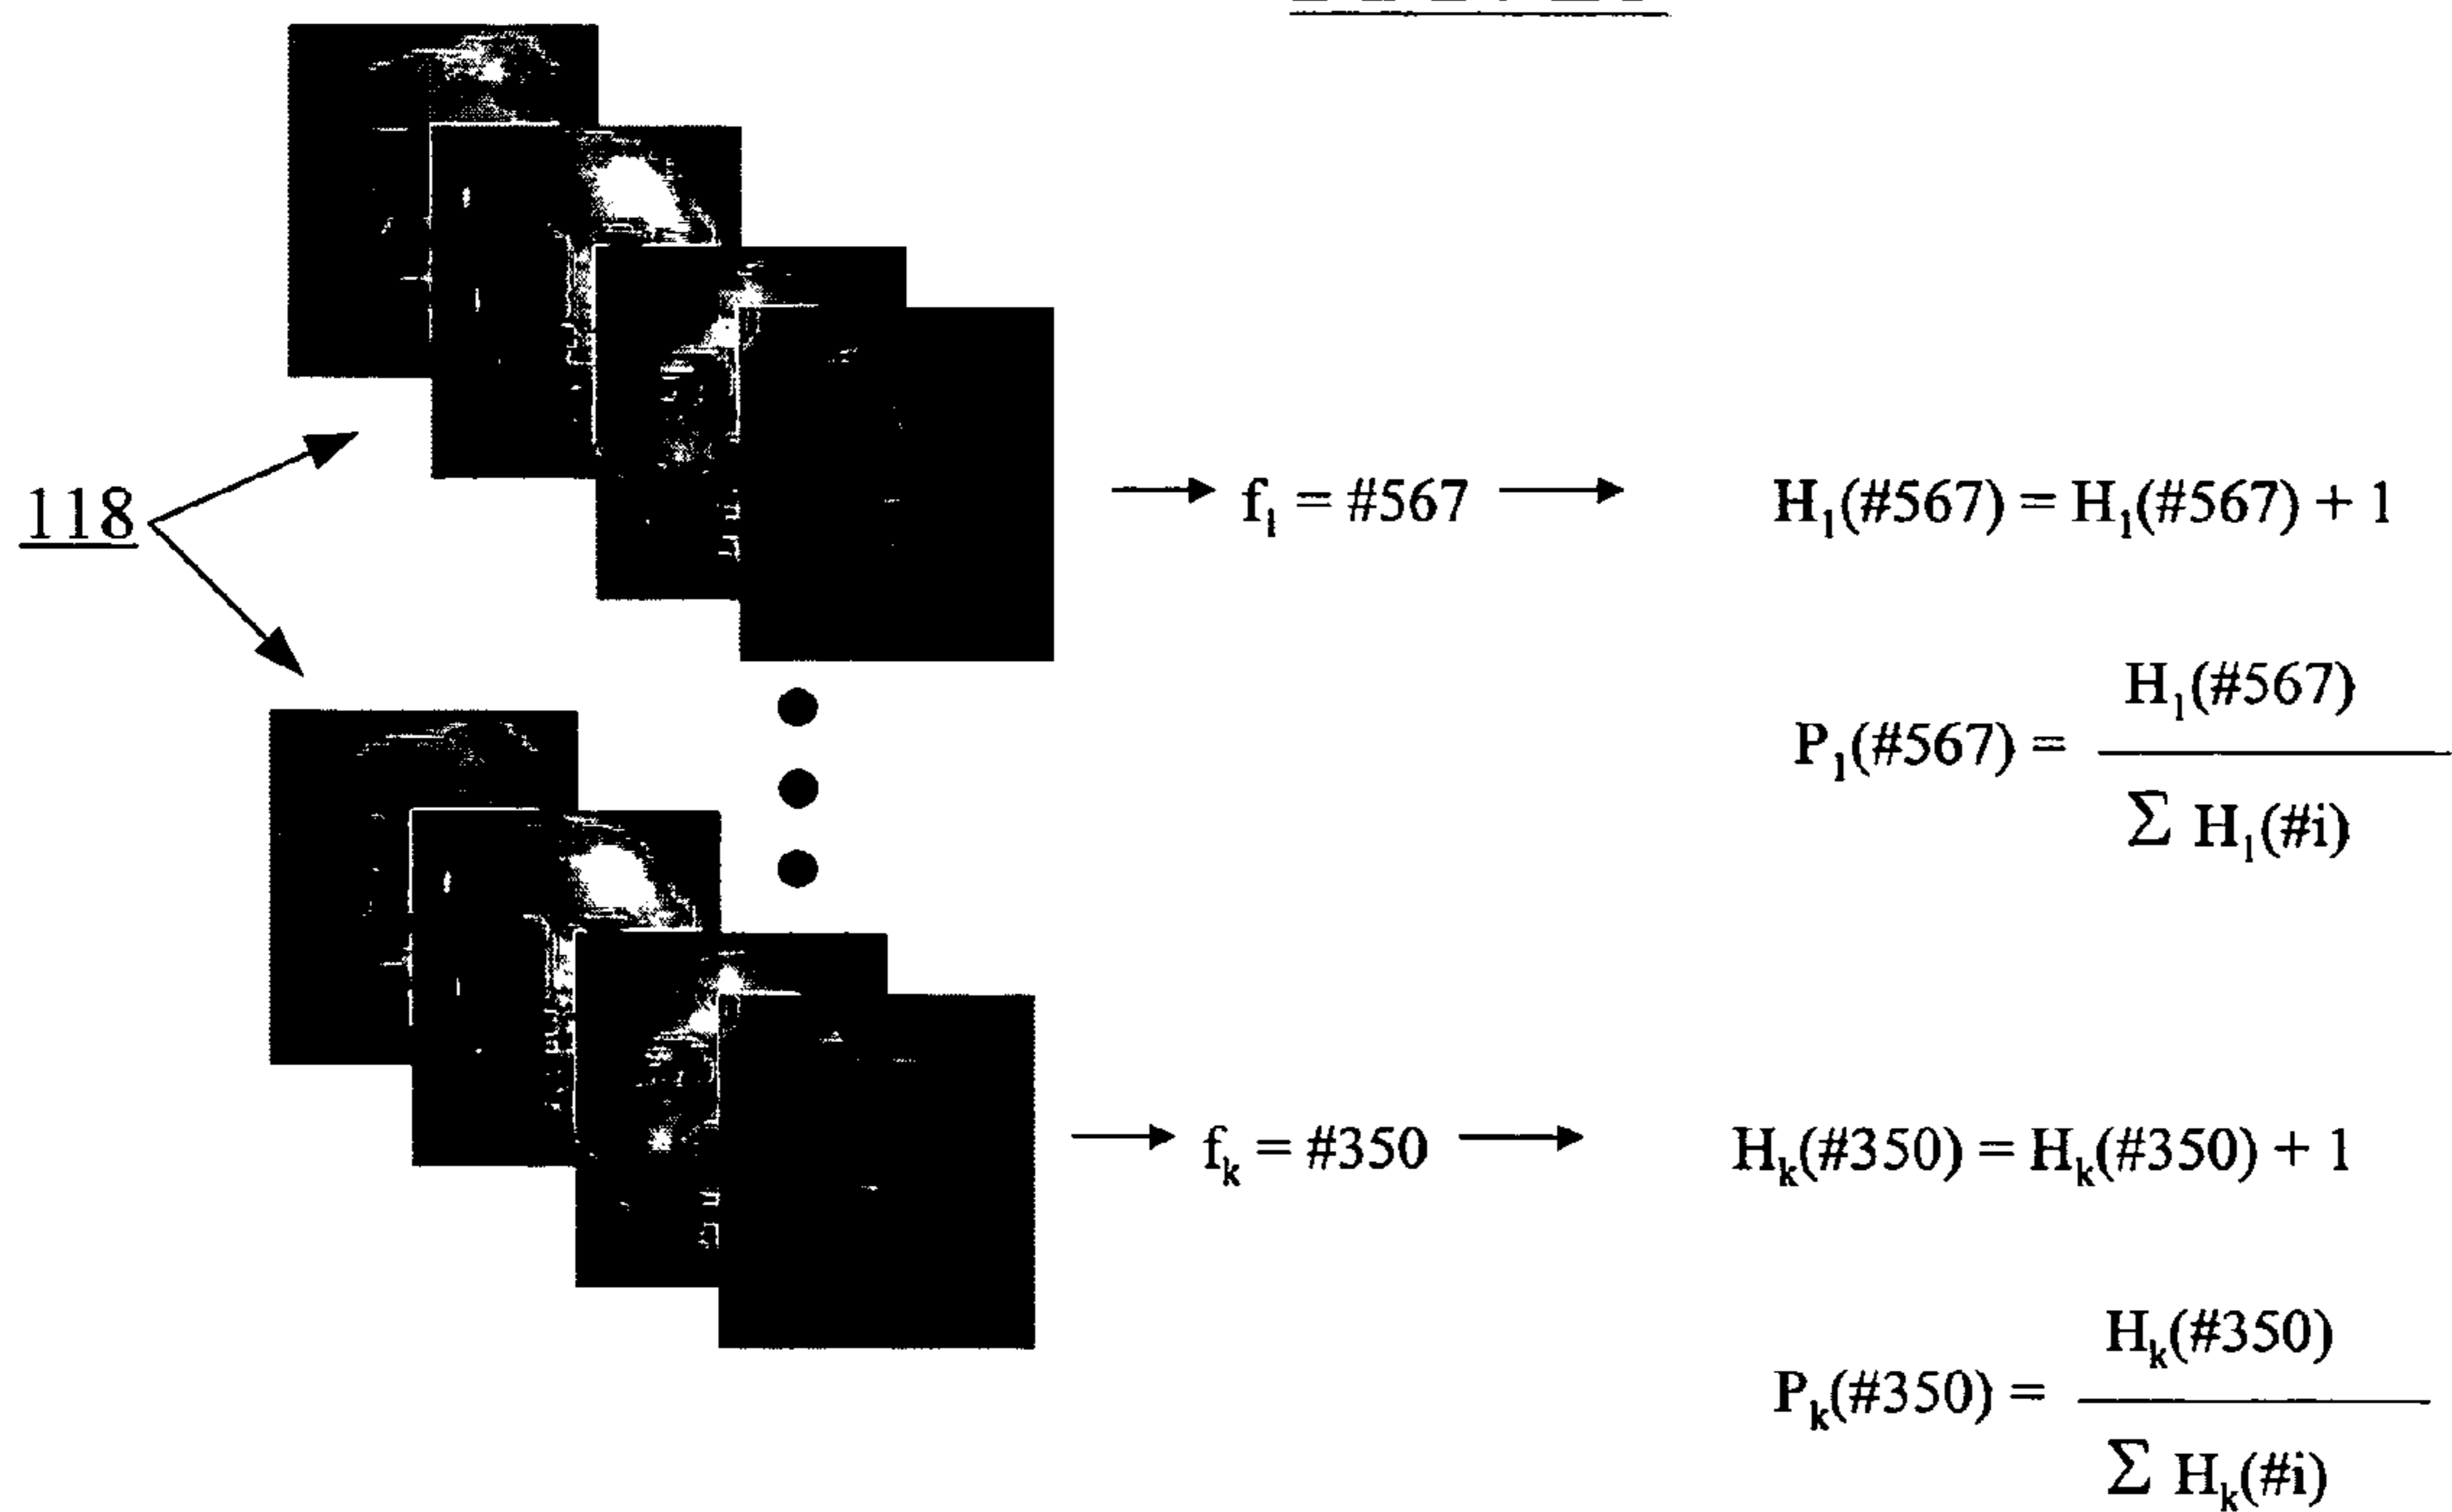 118
f₁ = #567
H₁(#567) = H₁(#567) + 1
P₁(#567) = H₁(#567) / Σ H₁(#i)
fₖ = #350
Hₖ(#350) = Hₖ(#350) + 1
Pₖ(#350) = Hₖ(#350) / Σ Hₖ(#i)